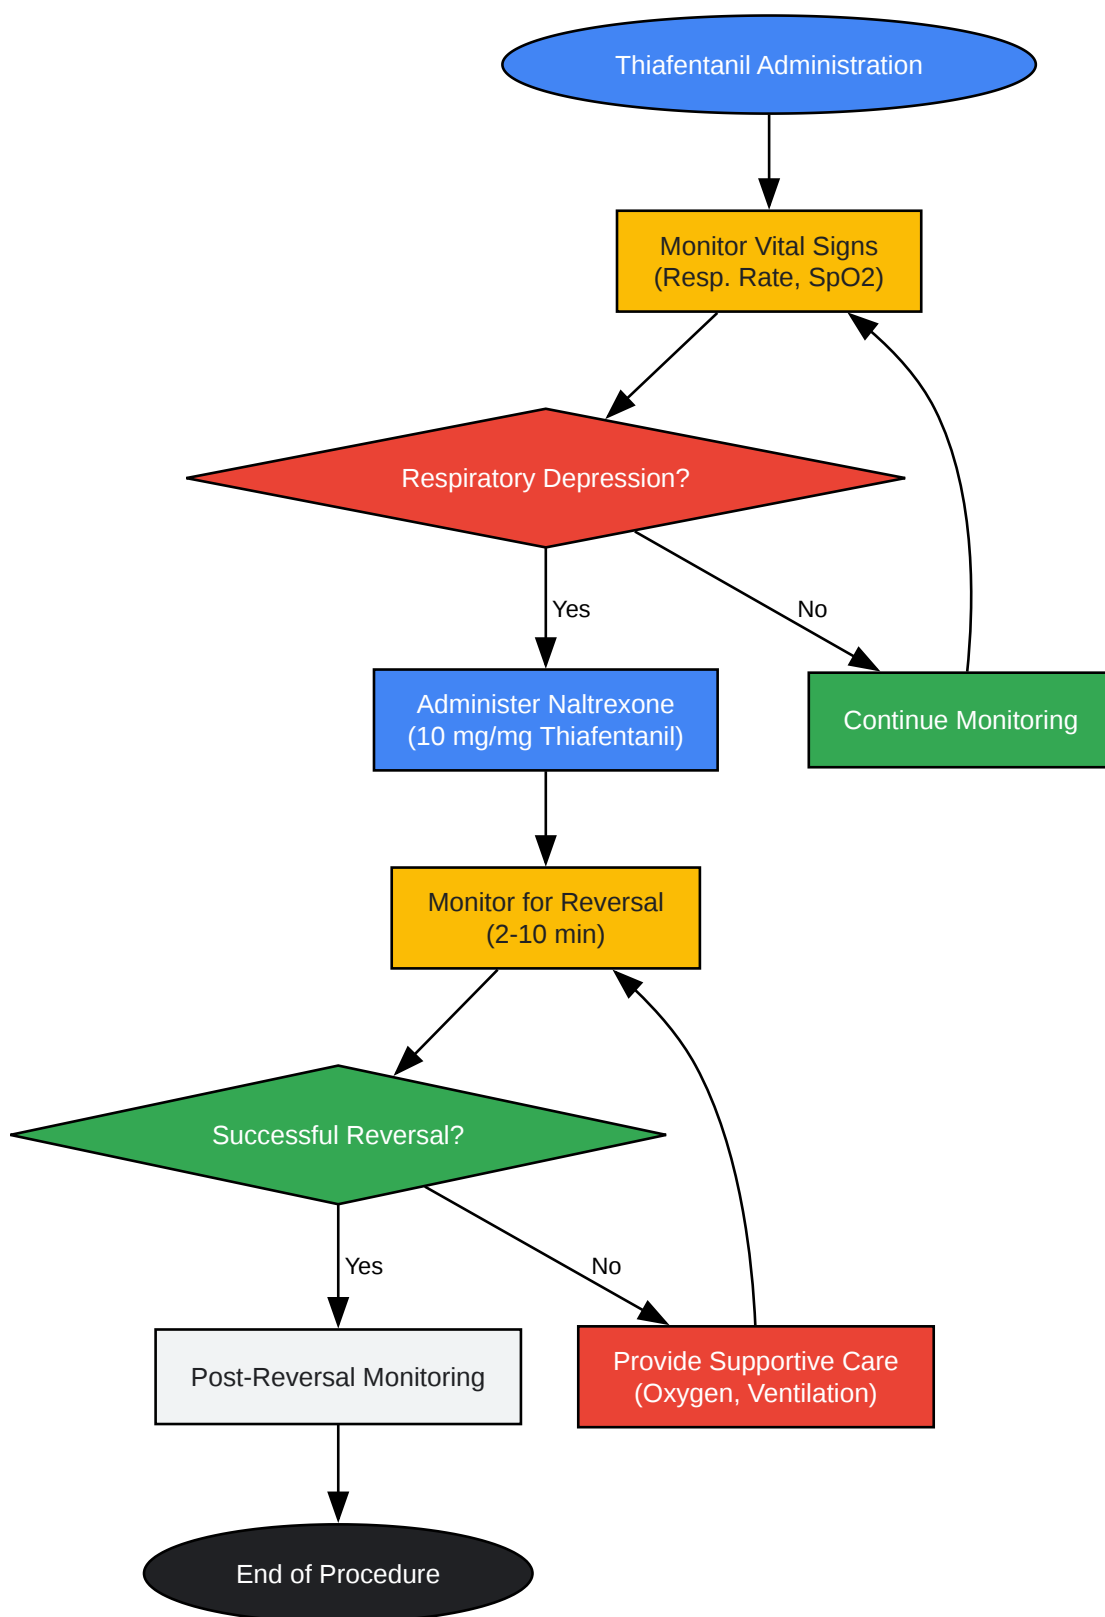 Thiafentanil Administration
Monitor Vital Signs
(Resp. Rate, SpO2)
Respiratory Depression?
Yes
No
Administer Naltrexone
(10 mg/mg Thiafentanil)
Continue Monitoring
Monitor for Reversal
(2-10 min)
Successful Reversal?
Yes
No
Post-Reversal Monitoring
Provide Supportive Care
(Oxygen, Ventilation)
End of Procedure